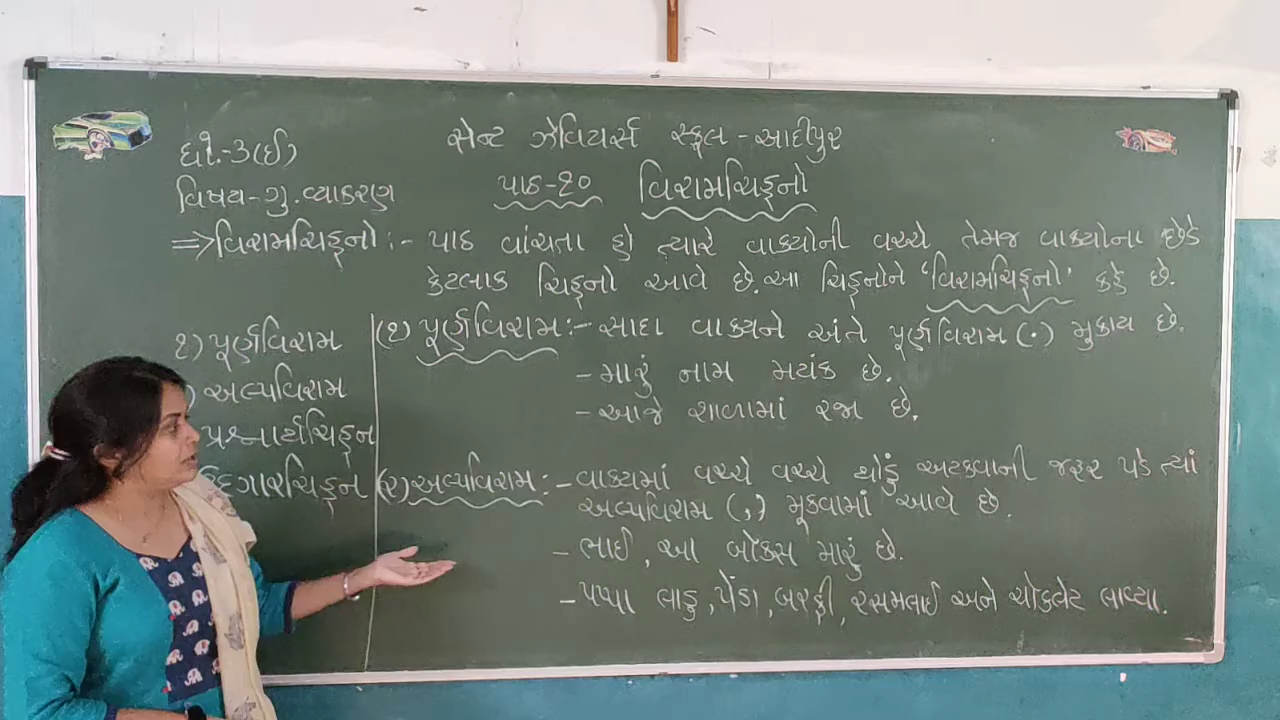 સેન્ટ ઝેવિયર્સ સ્કૂલ - આદીપુર
ધો.-૩(ઈ)
વિષય-ગુ.વ્યાકરણ
પાઠ-૧૦ વિરામચિહ્નો
⇒વિરામચિહ્નો:- પાઠ વાંચતા હો ત્યારે વાક્યોની વચ્ચે તેમજ વાક્યોના છેડે
કેટલાક ચિહ્નો આવે છે. આ ચિહ્નોને ‘વિરામચિહ્નો’ કહે છે.
૧) પૂર્ણવિરામ
) અલ્પવિરામ
પ્રશ્નાર્થચિહ્ન
દ્ગારચિહ્ન
(૧) પૂર્ણવિરામ:- સાદા વાક્યને અંતે પૂર્ણવિરામ (.) મુકાય છે.
- મારું નામ મયંક છે.
- આજે શાળામાં રજા છે.
(૨) અલ્પવિરામ:- વાક્યમાં વચ્ચે વચ્ચે થોડું અટકવાની જરૂર પડે ત્યાં
અલ્પવિરામ (,) મૂકવામાં આવે છે.
- ભાઈ, આ બોક્સ મારું છે.
- પપ્પા લાડુ, પેંડા, બરફી, રસમલાઈ અને ચોકલેટ લાવ્યા.